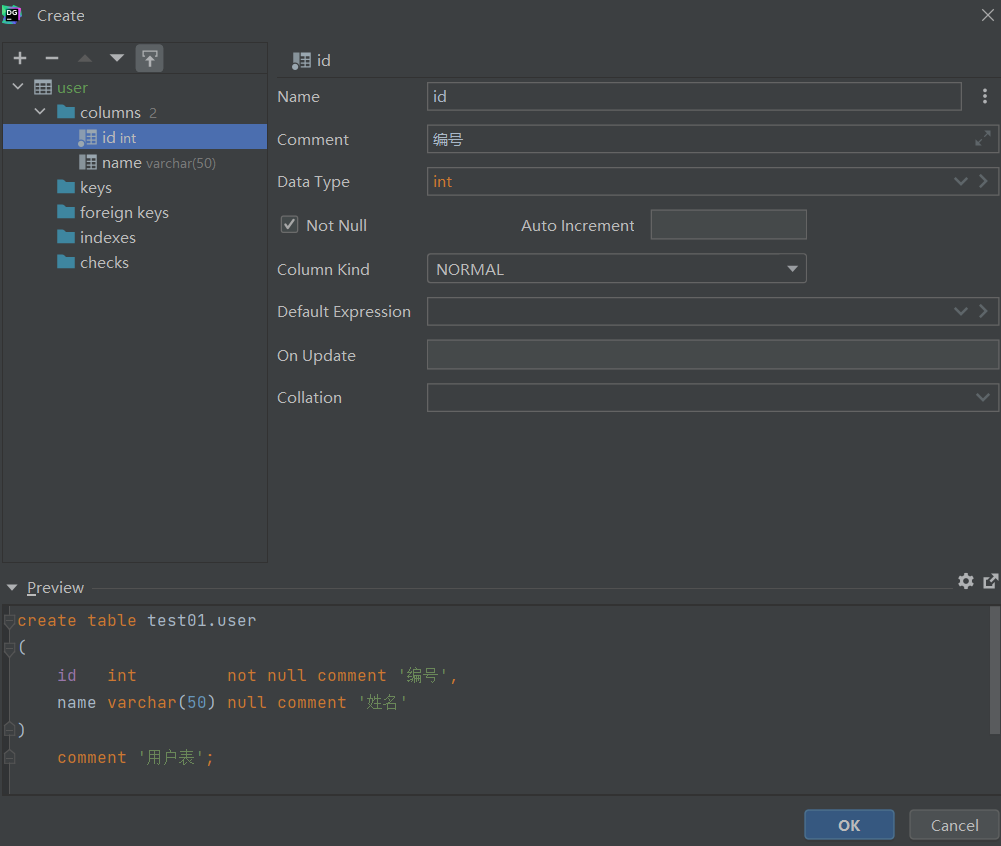 DG Create
user
columns 2
id int
name varchar(50)
keys
foreign keys
indexes
checks
id
Name id
Comment 编号
Data Type int
Not Null Auto Increment
Column Kind NORMAL
Default Expression
On Update
Collation
Preview
create table test01.user
(
id int not null comment '编号',
name varchar(50) null comment '姓名'
)
comment '用户表';
OK Cancel